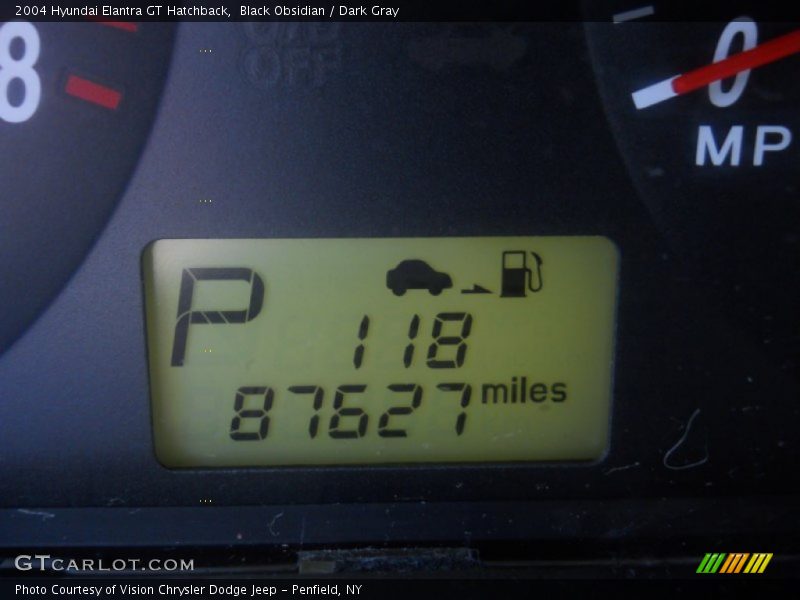 2004 Hyundai Elantra GT Hatchback,  Black Obsidian / Dark Gray
OFF
8
0
MP
P
118
87627 miles
GTCARLOT.COM
Photo Courtesy of Vision Chrysler Dodge Jeep - Penfield, NY